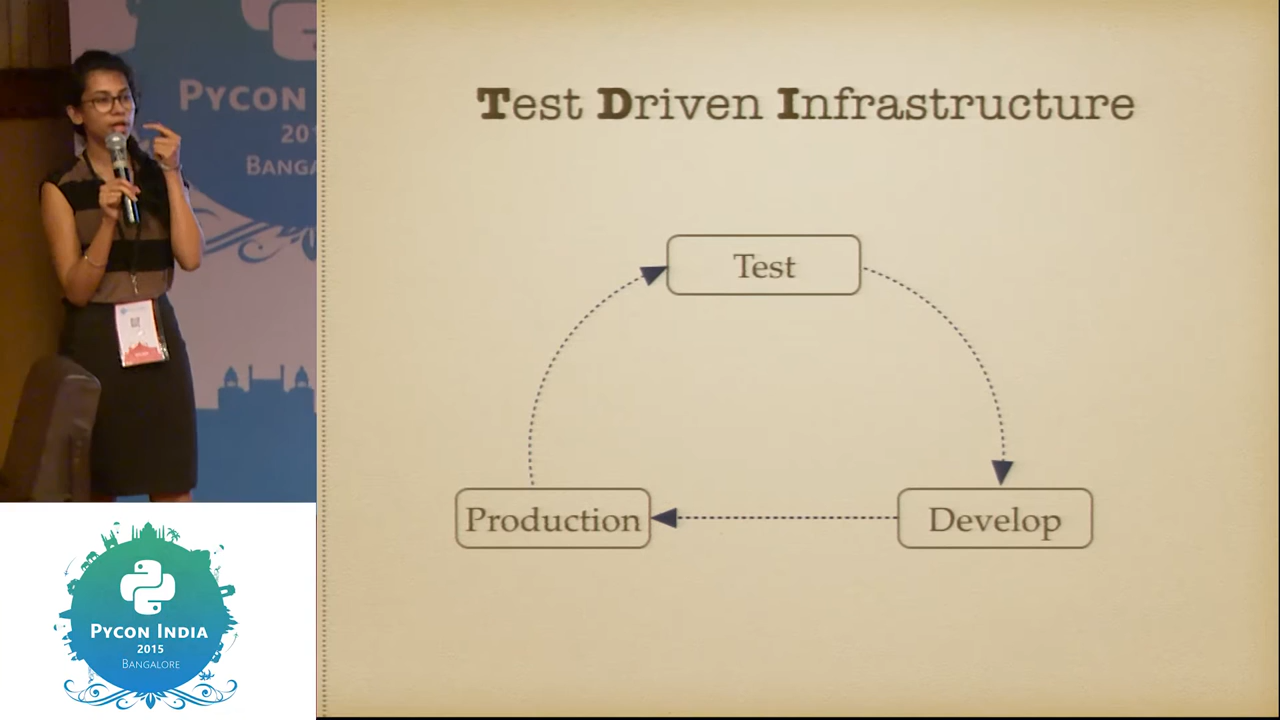 PYCON
201
BANGA
Test Driven Infrastructure
Test
Production
Develop
PYCON INDIA
2015
BANGALORE